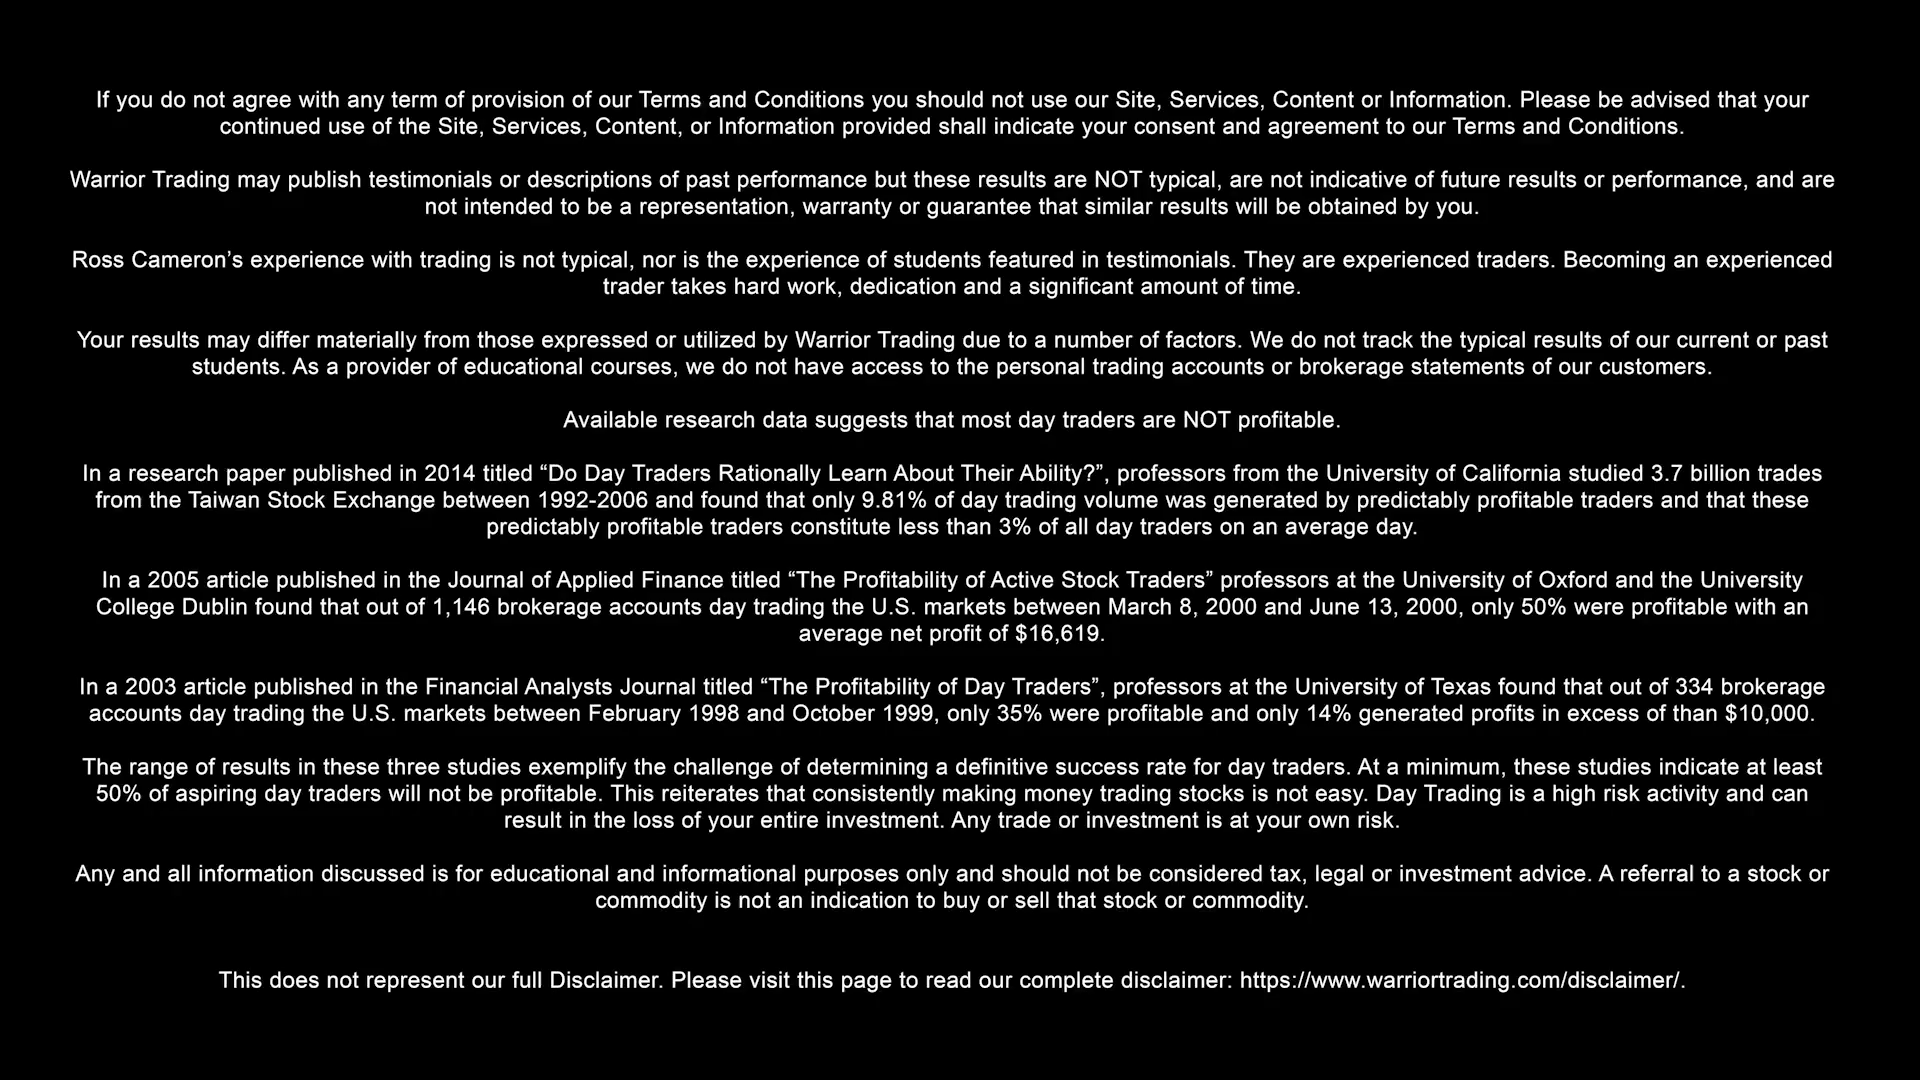 If you do not agree with any term of provision of our Terms and Conditions you should not use our Site, Services, Content or Information. Please be advised that your
continued use of the Site, Services, Content, or Information provided shall indicate your consent and agreement to our Terms and Conditions.
Warrior Trading may publish testimonials or descriptions of past performance but these results are NOT typical, are not indicative of future results or performance, and are
not intended to be a representation, warranty or guarantee that similar results will be obtained by you.
Ross Cameron’s experience with trading is not typical, nor is the experience of students featured in testimonials. They are experienced traders. Becoming an experienced
trader takes hard work, dedication and a significant amount of time.
Your results may differ materially from those expressed or utilized by Warrior Trading due to a number of factors. We do not track the typical results of our current or past
students. As a provider of educational courses, we do not have access to the personal trading accounts or brokerage statements of our customers.
Available research data suggests that most day traders are NOT profitable.
In a research paper published in 2014 titled “Do Day Traders Rationally Learn About Their Ability?”, professors from the University of California studied 3.7 billion trades
from the Taiwan Stock Exchange between 1992-2006 and found that only 9.81% of day trading volume was generated by predictably profitable traders and that these
predictably profitable traders constitute less than 3% of all day traders on an average day.
In a 2005 article published in the Journal of Applied Finance titled “The Profitability of Active Stock Traders” professors at the University of Oxford and the University
College Dublin found that out of 1,146 brokerage accounts day trading the U.S. markets between March 8, 2000 and June 13, 2000, only 50% were profitable with an
average net profit of $16,619.
In a 2003 article published in the Financial Analysts Journal titled “The Profitability of Day Traders”, professors at the University of Texas found that out of 334 brokerage
accounts day trading the U.S. markets between February 1998 and October 1999, only 35% were profitable and only 14% generated profits in excess of than $10,000.
The range of results in these three studies exemplify the challenge of determining a definitive success rate for day traders. At a minimum, these studies indicate at least
50% of aspiring day traders will not be profitable. This reiterates that consistently making money trading stocks is not easy. Day Trading is a high risk activity and can
result in the loss of your entire investment. Any trade or investment is at your own risk.
Any and all information discussed is for educational and informational purposes only and should not be considered tax, legal or investment advice. A referral to a stock or
commodity is not an indication to buy or sell that stock or commodity.
This does not represent our full Disclaimer. Please visit this page to read our complete disclaimer: https://www.warriortrading.com/disclaimer/.